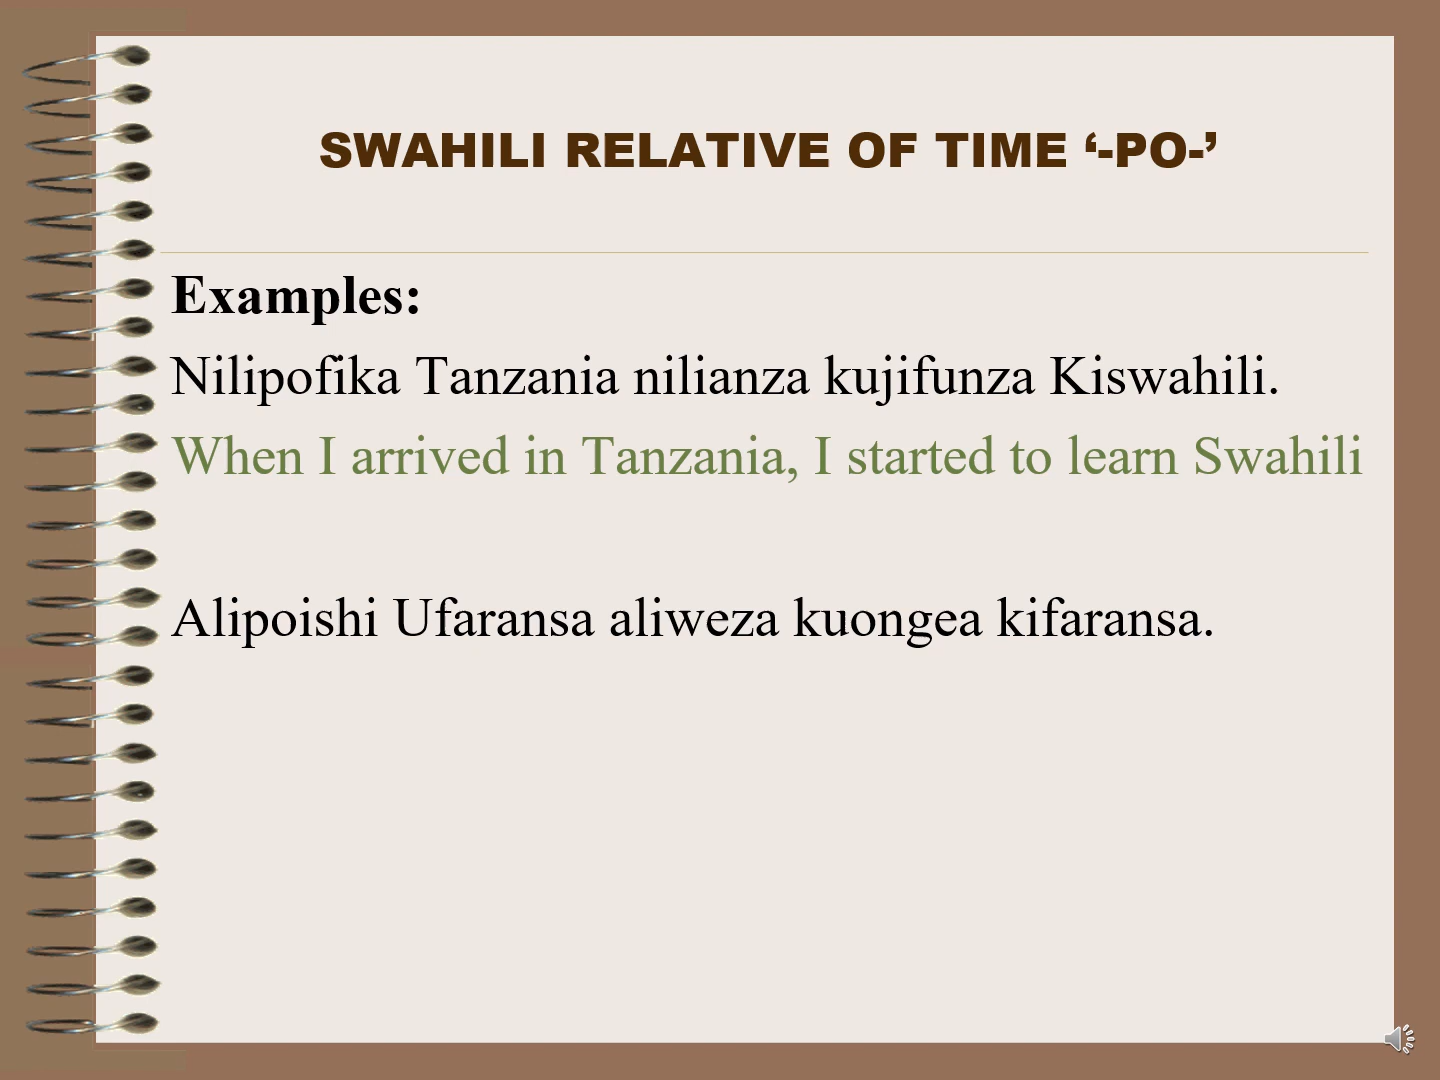 SWAHILI RELATIVE OF TIME ‘-PO-’
Examples:
Nilipofika Tanzania nilianza kujifunza Kiswahili.
When I arrived in Tanzania, I started to learn Swahili
Alipoishi Ufaransa aliweza kuongea kifaransa.